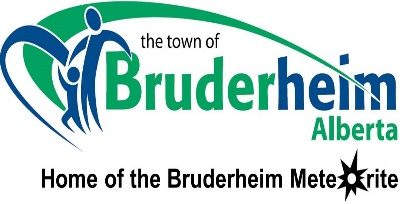 the town of
Bruderheim
Alberta
Home of the Bruderheim Meteorite